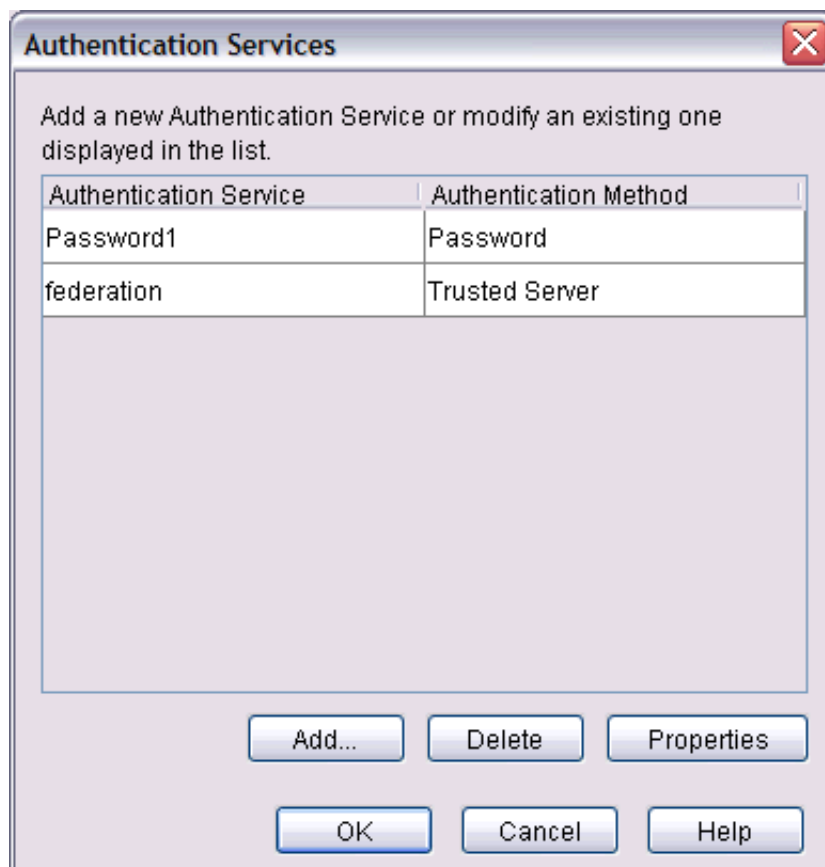 Authentication Services
Add a new Authentication Service or modify an existing one
displayed in the list.
Authentication Service Authentication Method
Password1 Password
federation Trusted Server
Add... Delete Properties
OK Cancel Help